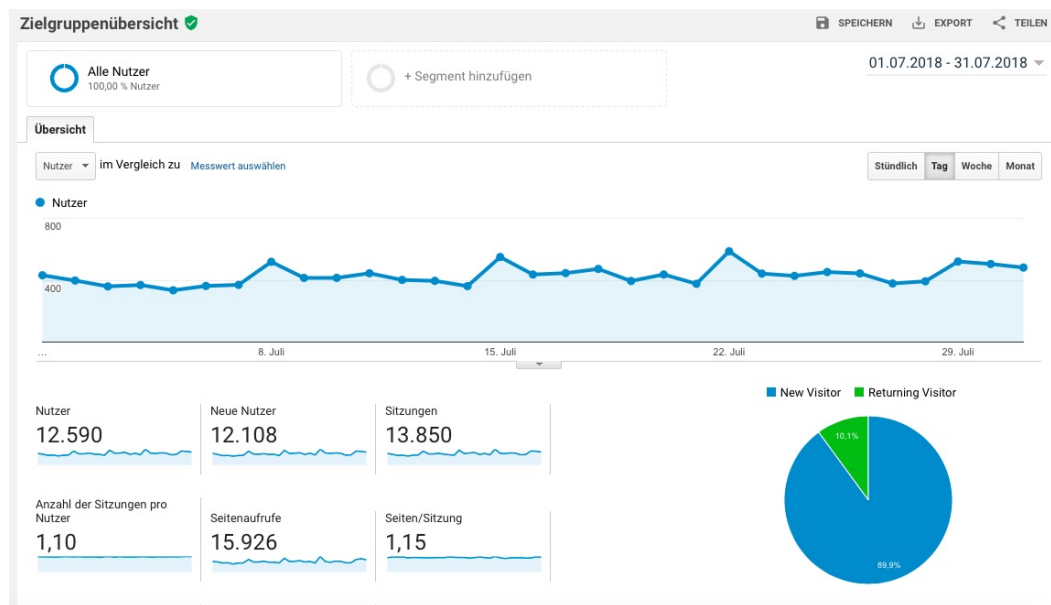 Zielgruppenübersicht
SPEICHERN
EXPORT
TEILEN
Alle Nutzer
100,00 % Nutzer
+ Segment hinzufügen
01.07.2018 - 31.07.2018
Übersicht
Nutzer im Vergleich zu Messwert auswählen
Stündlich Tag Woche Monat
Nutzer
800
400
... 8. Juli 15. Juli 22. Juli 29. Juli
New Visitor Returning Visitor
Nutzer
12.590
Neue Nutzer
12.108
Sitzungen
13.850
10,1%
89,9%
Anzahl der Sitzungen pro
Nutzer
1,10
Seitenaufrufe
15.926
Seiten/Sitzung
1,15